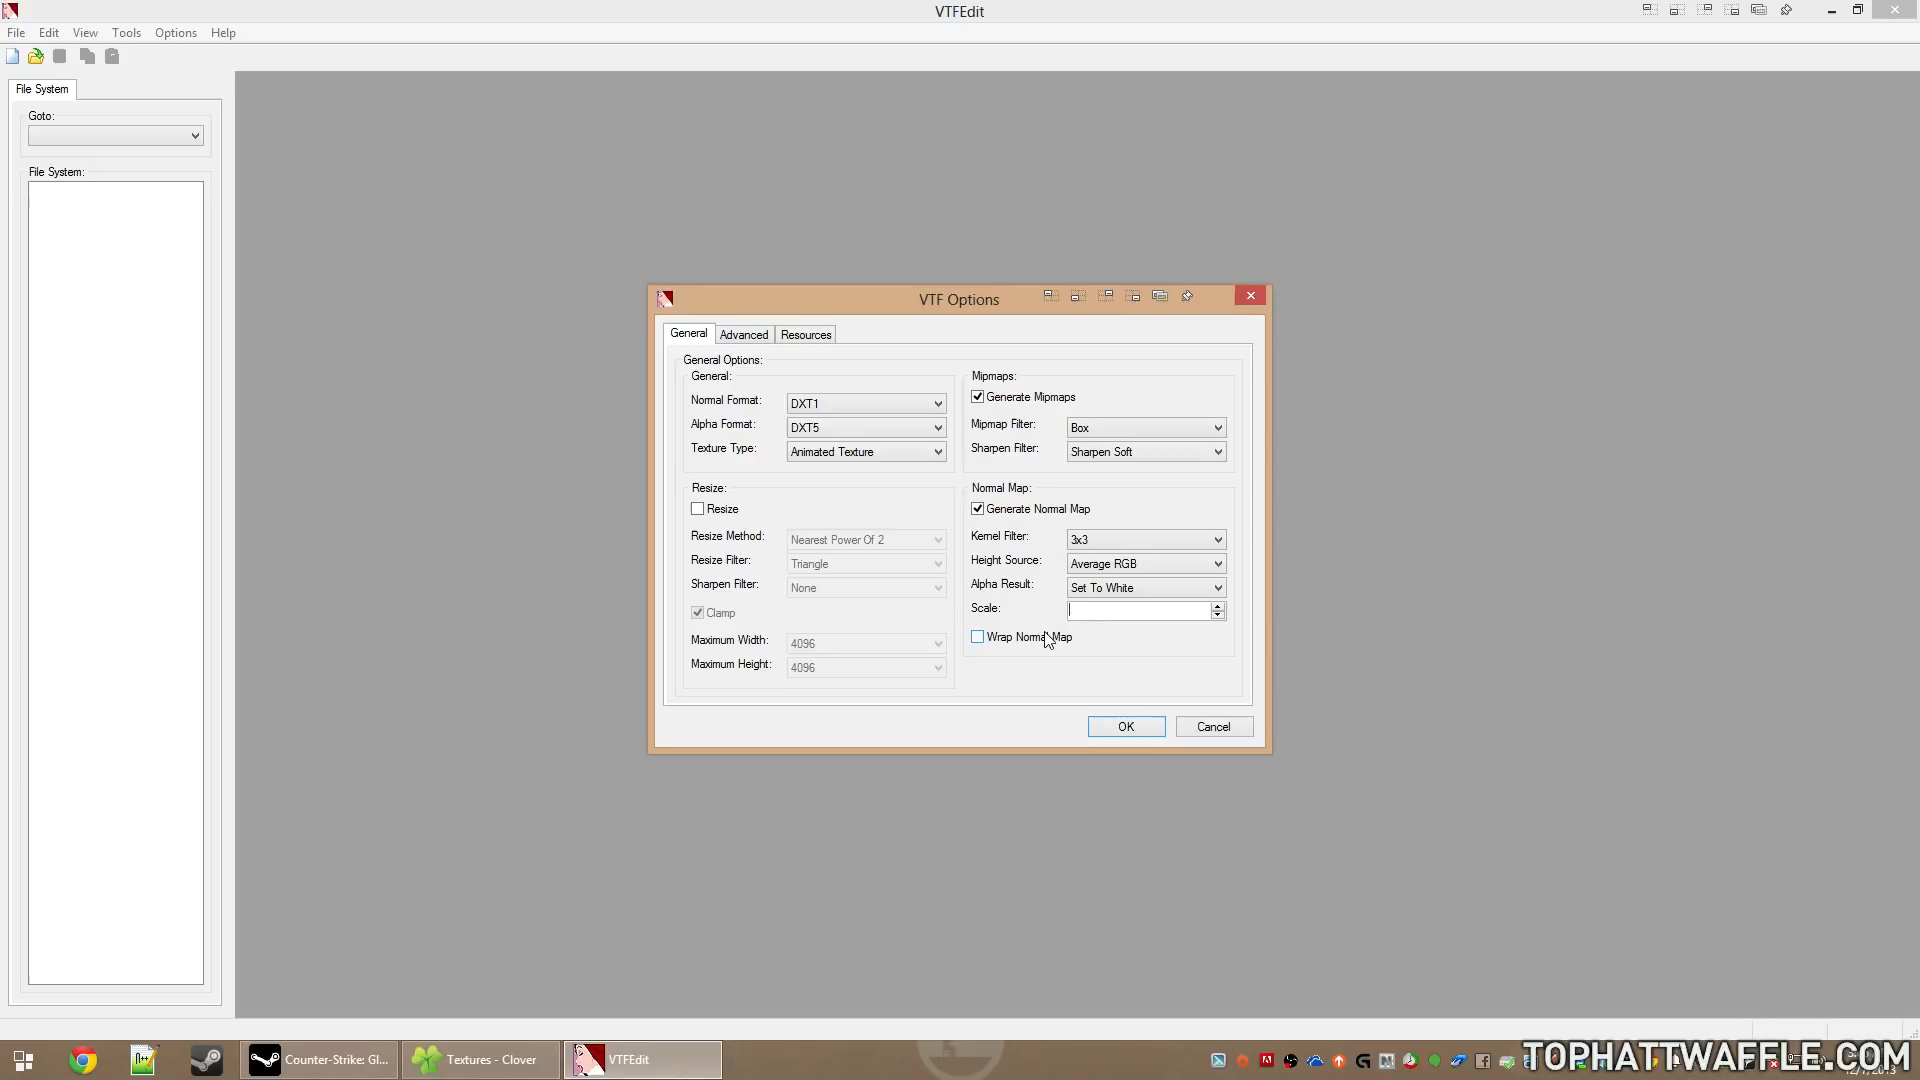 VTFEdit
File Edit View Tools Options Help
File System
Goto:
File System:
VTF Options
General Advanced Resources
General Options:
General:
Normal Format: DXT1
Alpha Format: DXT5
Texture Type: Animated Texture
Mipmaps:
Generate Mipmaps
Mipmap Filter: Box
Sharpen Filter: Sharpen Soft
Resize:
Resize
Resize Method: Nearest Power Of 2
Resize Filter: Triangle
Sharpen Filter: None
Clamp
Maximum Width: 4096
Maximum Height: 4096
Normal Map:
Generate Normal Map
Kernel Filter: 3x3
Height Source: Average RGB
Alpha Result: Set To White
Scale:
Wrap Normal Map
OK Cancel
Counter-Strike: Gl... Textures - Clover VTFEdit
TOPHATTWAFFLE.COM